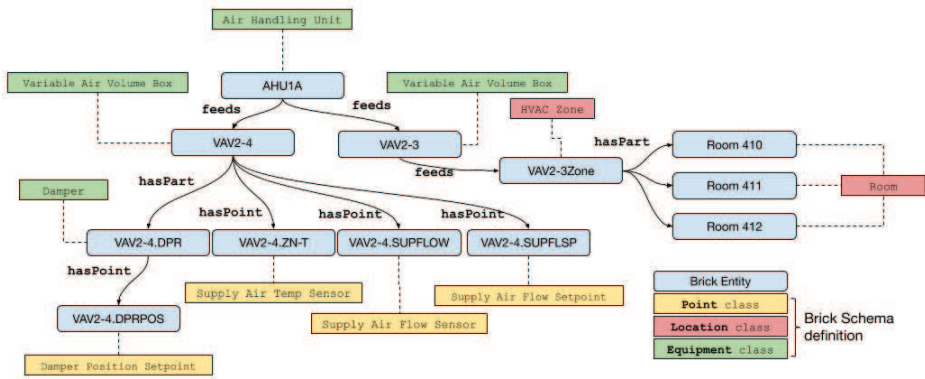 Air Handling Unit
Variable Air Volume Box
AHU1A
Variable Air Volume Box
feeds
feeds
HVAC Zone
VAV2-4
VAV2-3
hasPart
Room 410
feeds
VAV2-3Zone
hasPart
Room 411
Room
Damper
hasPoint
hasPoint
hasPoint
Room 412
VAV2-4.DPR
VAV2-4.ZN-T
VAV2-4.SUPFLOW
VAV2-4.SUPFLSP
hasPoint
Supply Air Temp Sensor
Supply Air Flow Setpoint
Brick Entity
Point class
VAV2-4.DPRPOS
Supply Air Flow Sensor
Location class
Brick Schema
definition
Damper Position Setpoint
Equipment class